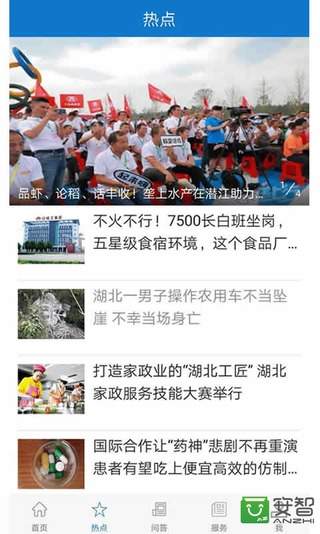 热点
品虾、论稻、话丰收！垄上水产在潜江助力...
1/4
不火不行！7500长白班坐岗，
五星级食宿环境，这个食品厂...
湖北一男子操作农用车不当坠
崖 不幸当场身亡
打造家政业的“湖北工匠” 湖北
家政服务技能大赛举行
国际合作让“药神”悲剧不再重演
患者有望吃上便宜高效的仿制...
首页
热点
问答
服务
我
安智
ANZHI